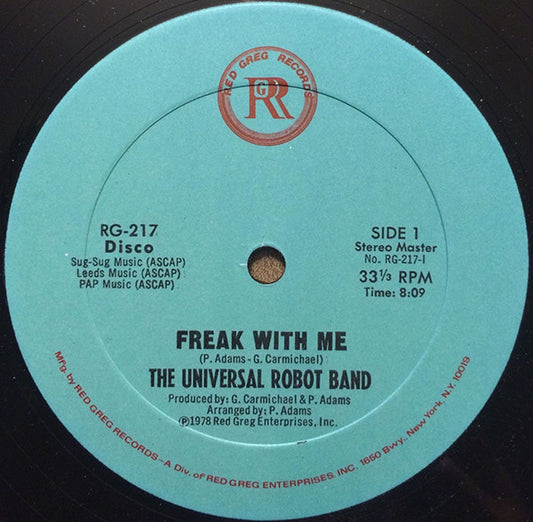 RED GREG RECORDS
RGR
RG-217
Disco
Sug-Sug Music (ASCAP)
Leeds Music (ASCAP)
PAP Music (ASCAP)
SIDE 1
Stereo Master
No. RG-217-I
33⅓ RPM
Time: 8:09
FREAK WITH ME
(P. Adams - G. Carmichael)
THE UNIVERSAL ROBOT BAND
Produced by: G. Carmichael & P. Adams
Arranged by: P. Adams
Ⓟ1978 Red Greg Enterprises, Inc.
Mfg. by RED GREG RECORDS—A Div. of RED GREG ENTERPRISES, INC. 1650 Bwy. New York, N.Y. 10019